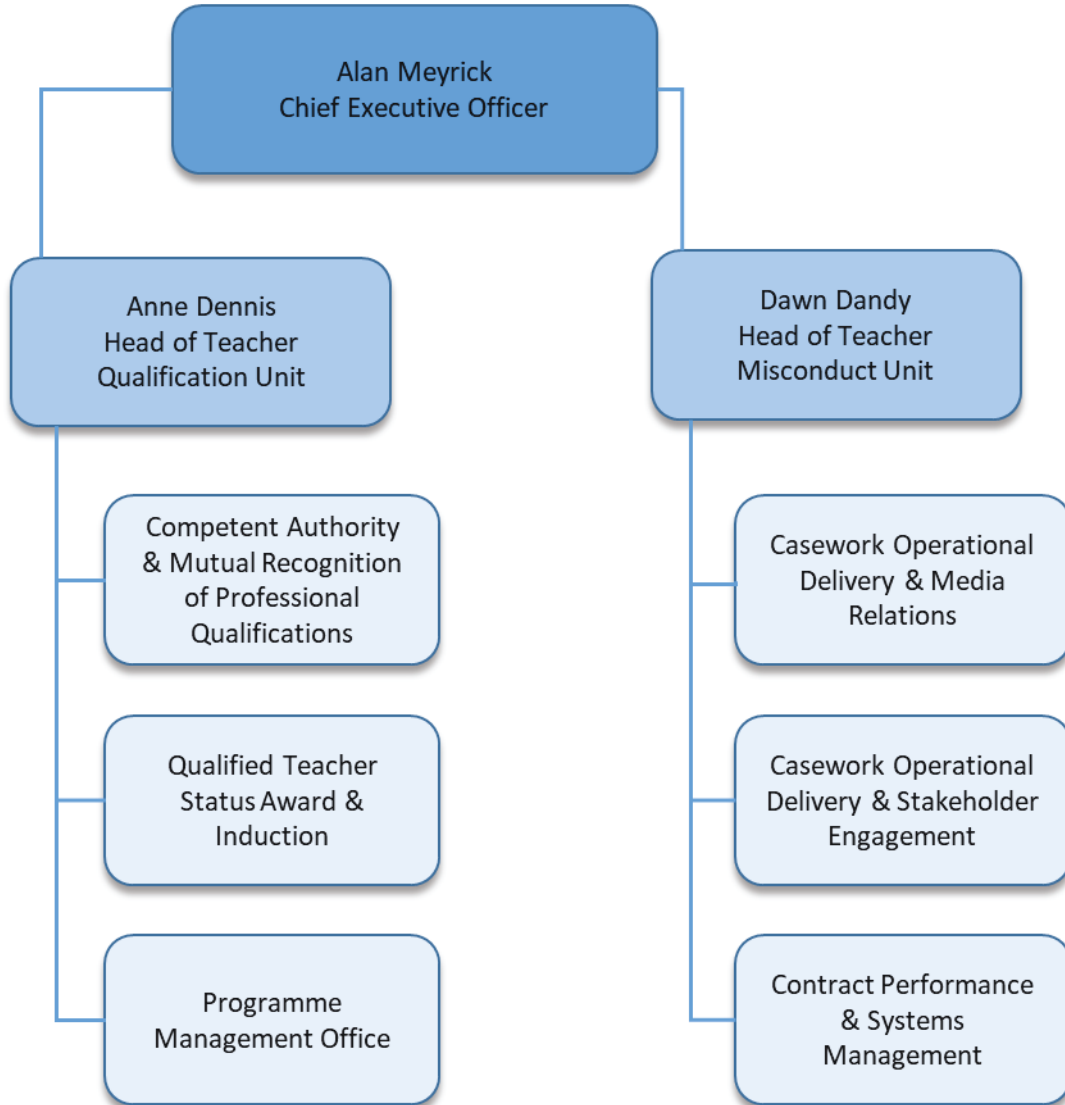 Alan Meyrick
Chief Executive Officer
Anne Dennis
Head of Teacher
Qualification Unit
Dawn Dandy
Head of Teacher
Misconduct Unit
Competent Authority
& Mutual Recognition
of Professional
Qualifications
Casework Operational
Delivery & Media
Relations
Qualified Teacher
Status Award &
Induction
Casework Operational
Delivery & Stakeholder
Engagement
Programme
Management Office
Contract Performance
& Systems
Management